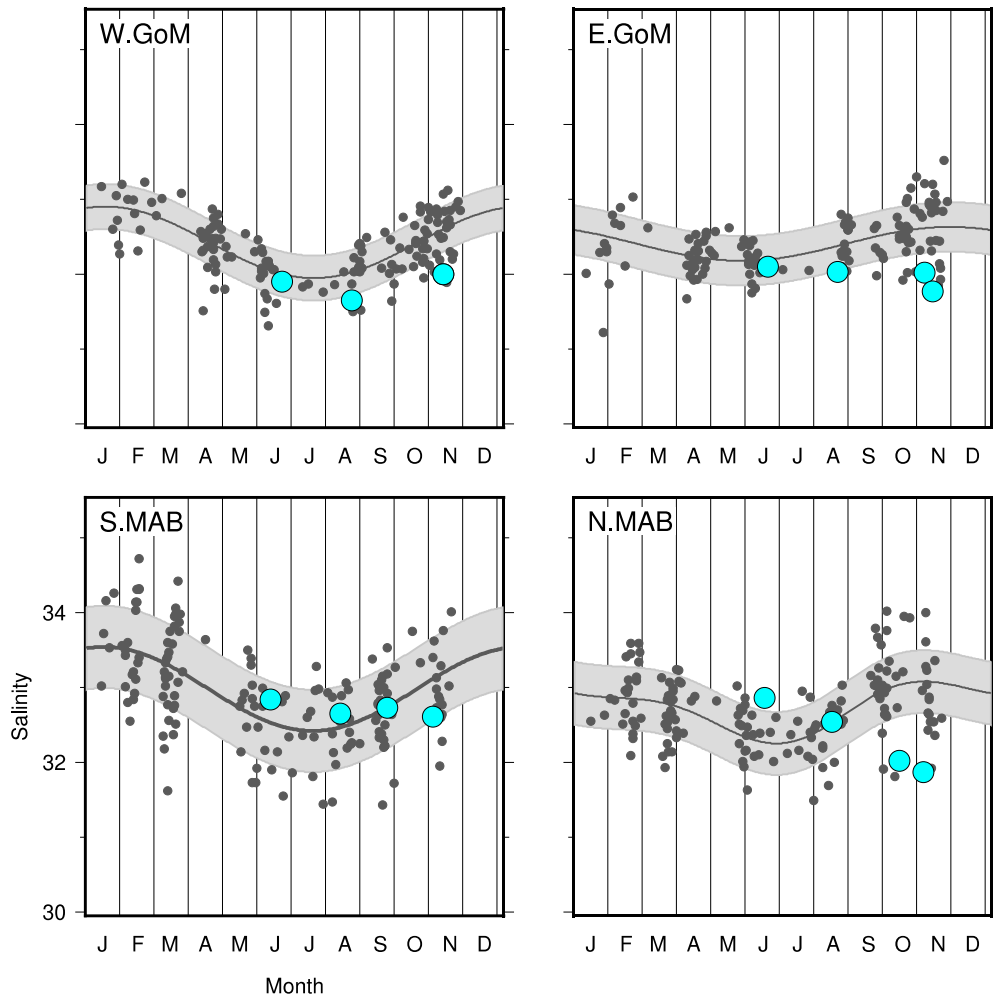 W.GoM
E.GoM
J F M A M J J A S O N D
J F M A M J J A S O N D
S.MAB
N.MAB
34
Salinity
32
30
J F M A M J J A S O N D
J F M A M J J A S O N D
Month